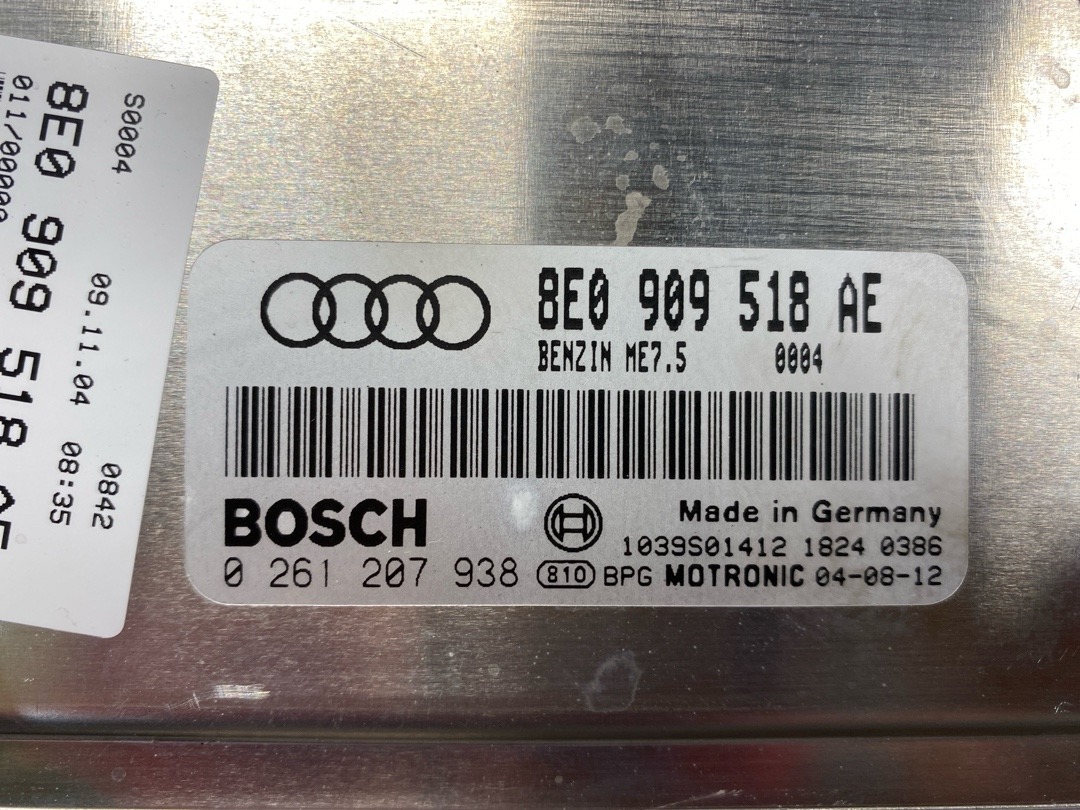 8E0 909 518 AE
BENZIN ME7.5 0004
BOSCH
Made in Germany
1039S01412 1824 0386
0 261 207 938 810 BPG MOTRONIC 04-08-12
S0004
09.11.04 0842
08:35
8E0 909 518